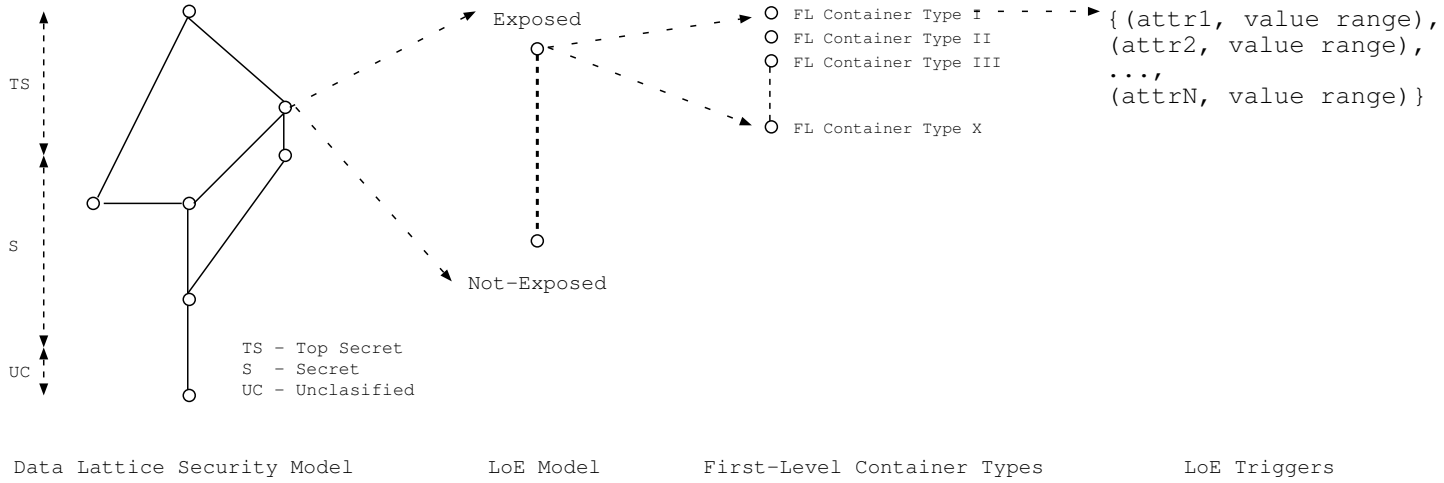 TS
S
UC
TS - Top Secret
S - Secret
UC - Unclasified
Data Lattice Security Model
Exposed
Not-Exposed
LoE Model
FL Container Type I
FL Container Type II
FL Container Type III
FL Container Type X
First-Level Container Types
{(attr1, value range),
(attr2, value range),
...,
(attrN, value range)}
LoE Triggers